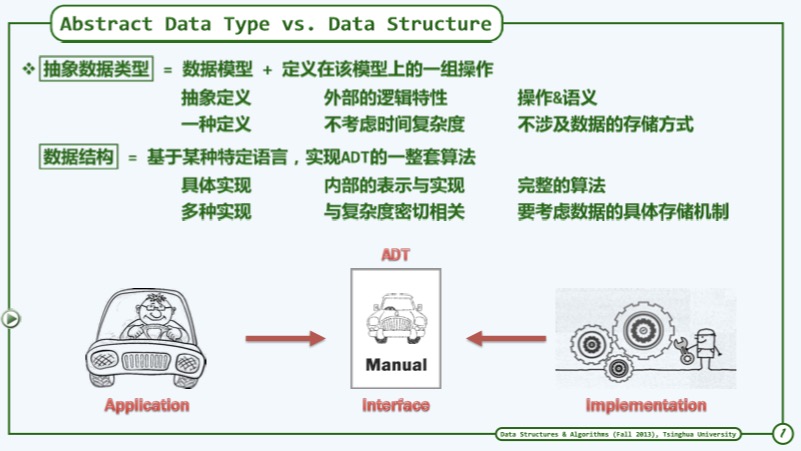 Abstract Data Type vs. Data Structure
❖ 抽象数据类型 = 数据模型 + 定义在该模型上的一组操作
抽象定义 外部的逻辑特性 操作&语义
一种定义 不考虑时间复杂度 不涉及数据的存储方式
数据结构 = 基于某种特定语言，实现ADT的一整套算法
具体实现 内部的表示与实现 完整的算法
多种实现 与复杂度密切相关 要考虑数据的具体存储机制
ADT
Manual
Application Interface Implementation
Data Structures & Algorithms (Fall 2013), Tsinghua University
1